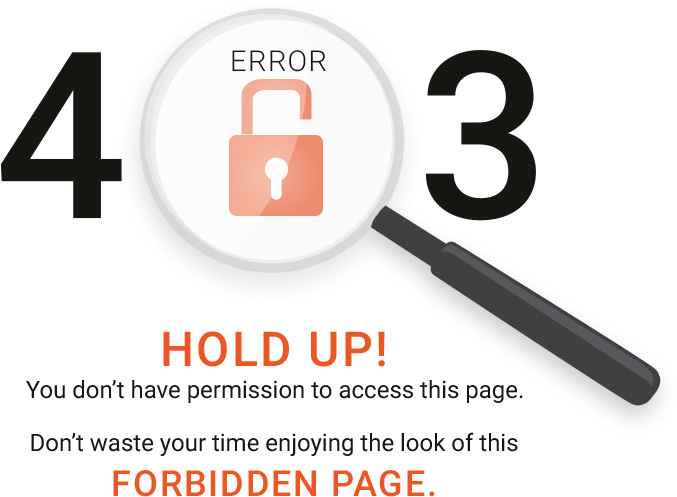 ERROR
4 3
HOLD UP!
You don’t have permission to access this page.
Don’t waste your time enjoying the look of this
FORBIDDEN PAGE.